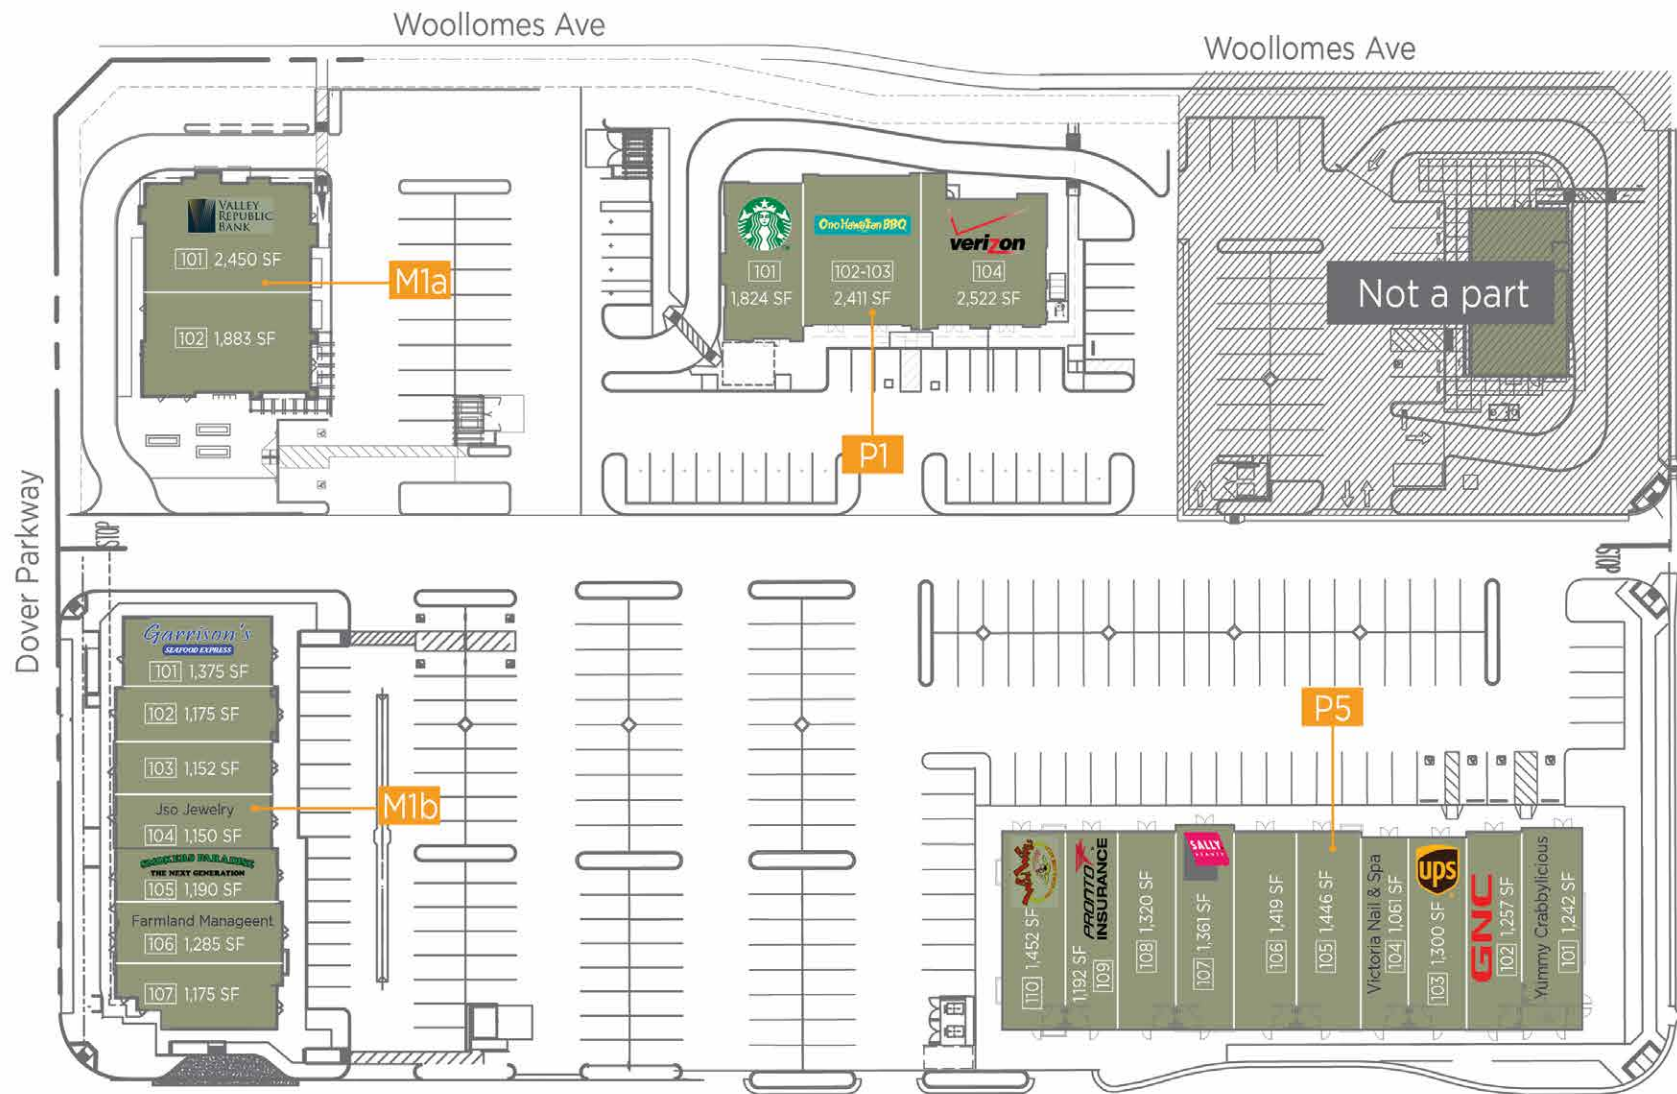 Woollomes Ave
Woollomes Ave
VALLEY
REPUBLIC
BANK
101 2,450 SF
M1a
102 1,883 SF
Ono Hawaiian BBQ
verizon
101
1,824 SF
102-103
2,411 SF
104
2,522 SF
P1
Not a part
Dover Parkway
STOP
STOP
Garrison's
SEAFOOD EXPRESS
101 1,375 SF
102 1,175 SF
103 1,152 SF
Jso Jewelry
104 1,150 SF
M1b
SMOKERS PARADISE
THE NEXT GENERATION
105 1,190 SF
Farmland Manageent
106 1,285 SF
107 1,175 SF
P5
110 1,452 SF
PRONTO
INSURANCE
1,192 SF
109
108 1,320 SF
SALLY
BEAUTY
107 1,361 SF
106 1,419 SF
105 1,446 SF
Victoria Nail & Spa
104 1,061 SF
ups
103 1,300 SF
GNC
102 1,257 SF
Yummy Crabbylicious
101 1,242 SF